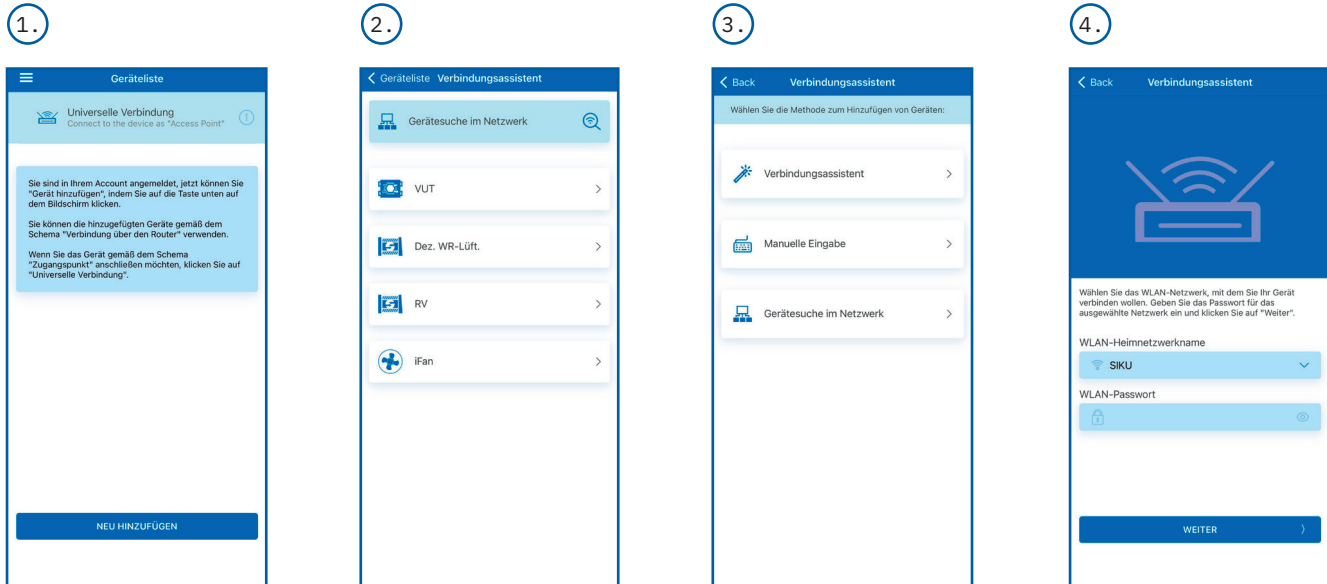 1.
Geräteliste
Universelle Verbindung
Connect to the device as "Access Point"
Sie sind in Ihrem Account angemeldet, jetzt können Sie
"Gerät hinzufügen", indem Sie auf die Taste unten auf
dem Bildschirm klicken.
Sie können die hinzugefügten Geräte gemäß dem
Schema "Verbindung über den Router" verwenden.
Wenn Sie das Gerät gemäß dem Schema
"Zugangspunkt" anschließen möchten, klicken Sie auf
"Universelle Verbindung".
NEU HINZUFÜGEN
2.
Geräteliste Verbindungsassistent
Gerätesuche im Netzwerk
VUT
Dez. WR-Lüft.
RV
iFan
3.
Back Verbindungsassistent
Wählen Sie die Methode zum Hinzufügen von Geräten:
Verbindungsassistent
Manuelle Eingabe
Gerätesuche im Netzwerk
4.
Back Verbindungsassistent
Wählen Sie das WLAN-Netzwerk, mit dem Sie Ihr Gerät
verbinden wollen. Geben Sie das Passwort für das
ausgewählte Netzwerk ein und klicken Sie auf "Weiter".
WLAN-Heimnetzwerkname
SIKU
WLAN-Passwort
WEITER